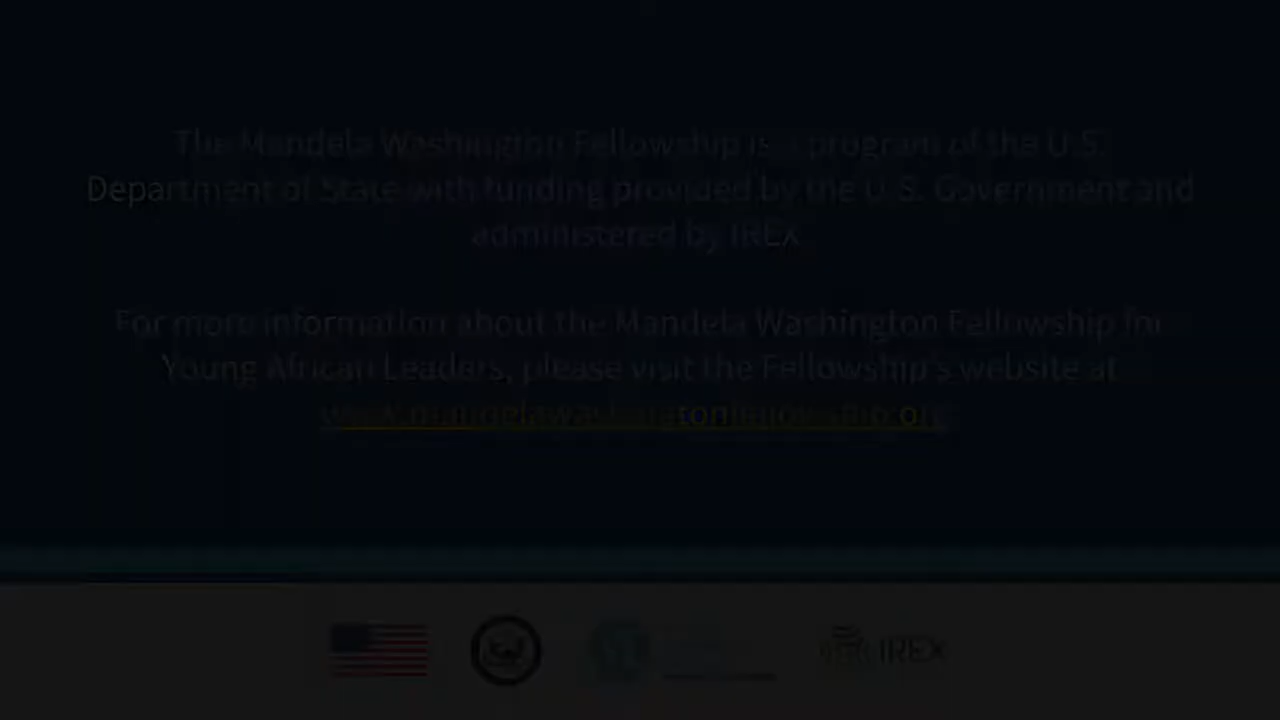 The Mandela Washington Fellowship is a program of the U.S.
Department of State with funding provided by the U.S. Government and
administered by IREX
For more information about the Mandela Washington Fellowship for
Young African Leaders, please visit the Fellowship's website at
www.mandelawashingtonfellowship.org
IREX